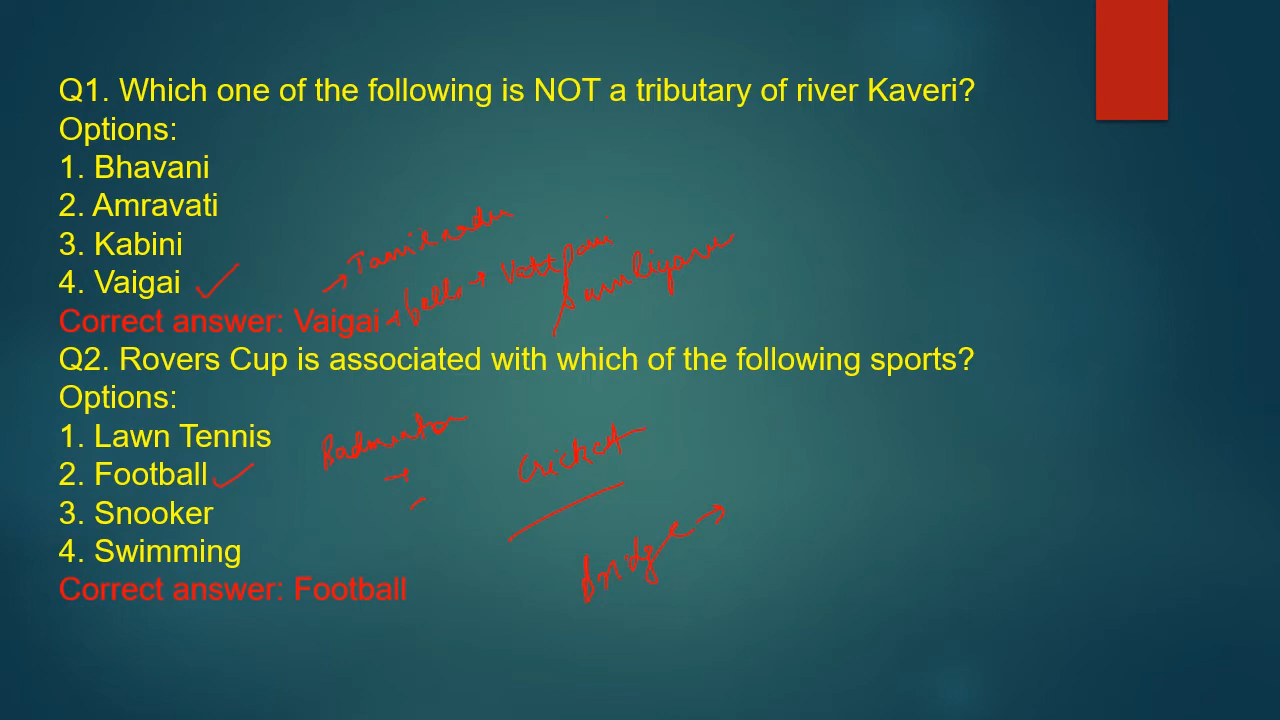 Q1. Which one of the following is NOT a tributary of river Kaveri?
Options:
1. Bhavani
2. Amravati
3. Kabini
4. Vaigai
Tamilnadu
Correct answer: Vaigai
Q2. Rovers Cup is associated with which of the following sports?
Options:
1. Lawn Tennis
Badminton
Cricket
2. Football
3. Snooker
4. Swimming
bridge
Correct answer: Football